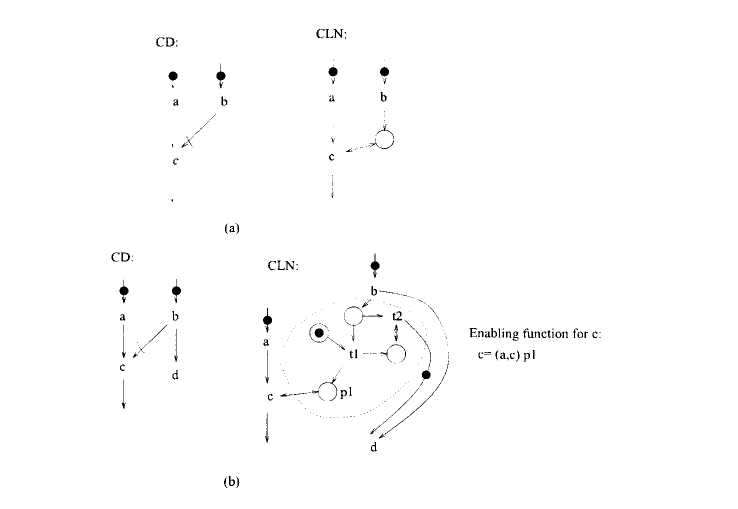 CD:
CLN:
a
b
a
b
c
c
(a)
CD:
CLN:
a
b
c
d
b
t2
a
t1
c
p1
d
Enabling function for c:
c= (a,c) p1
(b)